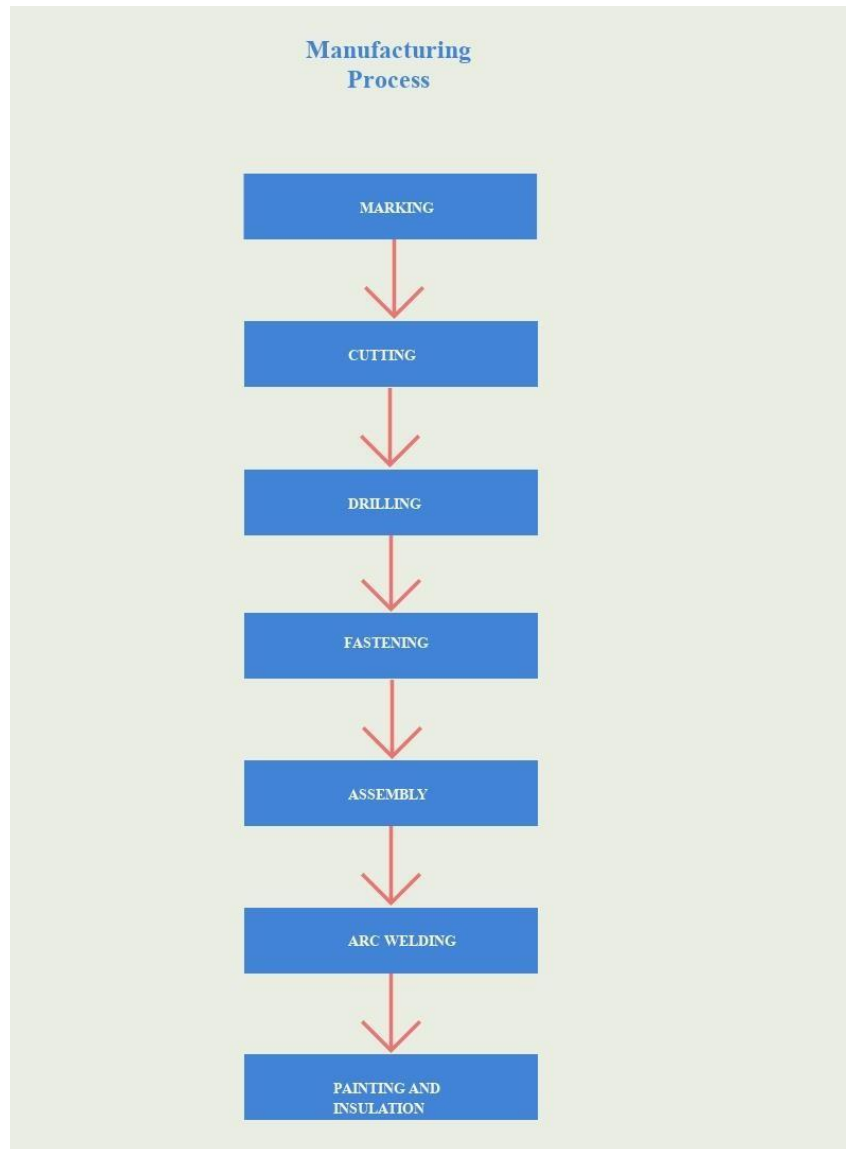 Manufacturing
Process
MARKING
CUTTING
DRILLING
FASTENING
ASSEMBLY
ARC WELDING
PAINTING AND
INSULATION